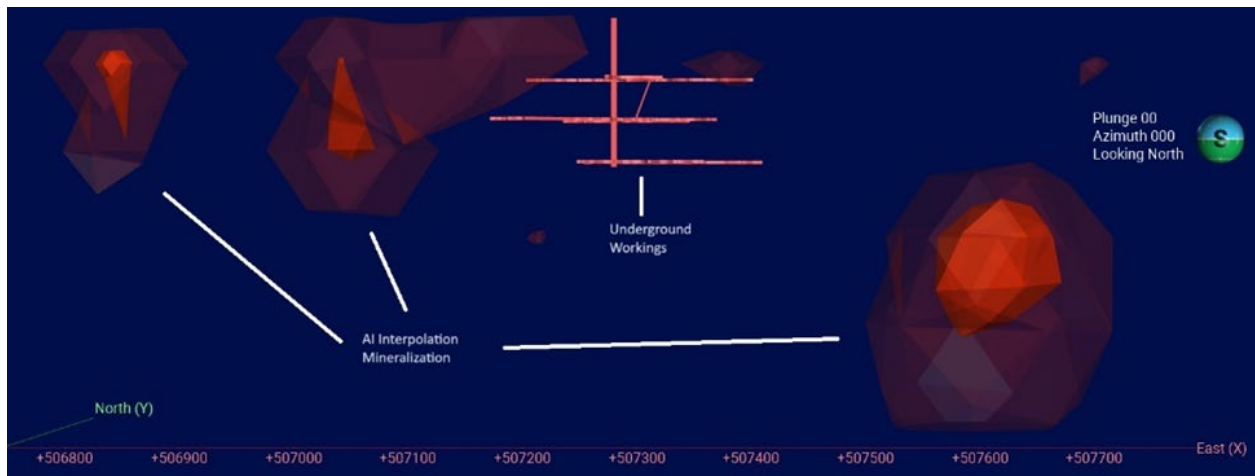 Plunge 00
Azimuth 000
Looking North
S
Underground
Workings
AI Interpolation
Mineralization
North (Y)
East (X)
+506800 +506900 +507000 +507100 +507200 +507300 +507400 +507500 +507600 +507700